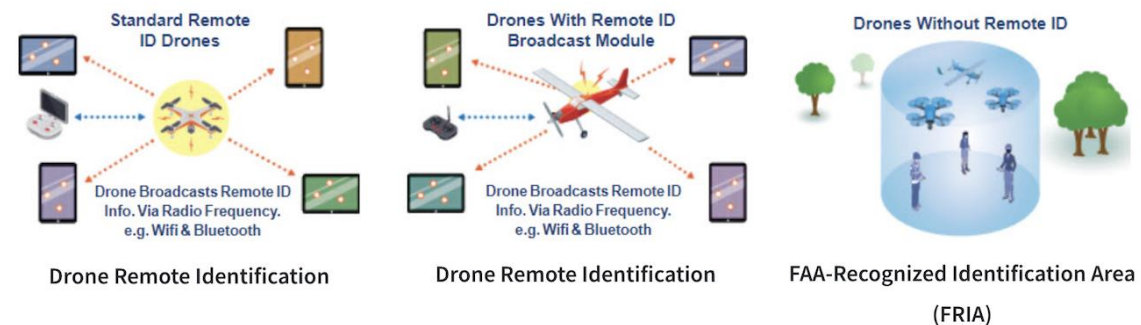 Standard Remote
ID Drones
Drone Broadcasts Remote ID
Info. Via Radio Frequency.
e.g. Wifi & Bluetooth
Drone Remote Identification
Drones With Remote ID
Broadcast Module
Drone Broadcasts Remote ID
Info. Via Radio Frequency.
e.g. Wifi & Bluetooth
Drone Remote Identification
Drones Without Remote ID
FAA-Recognized Identification Area
(FRIA)